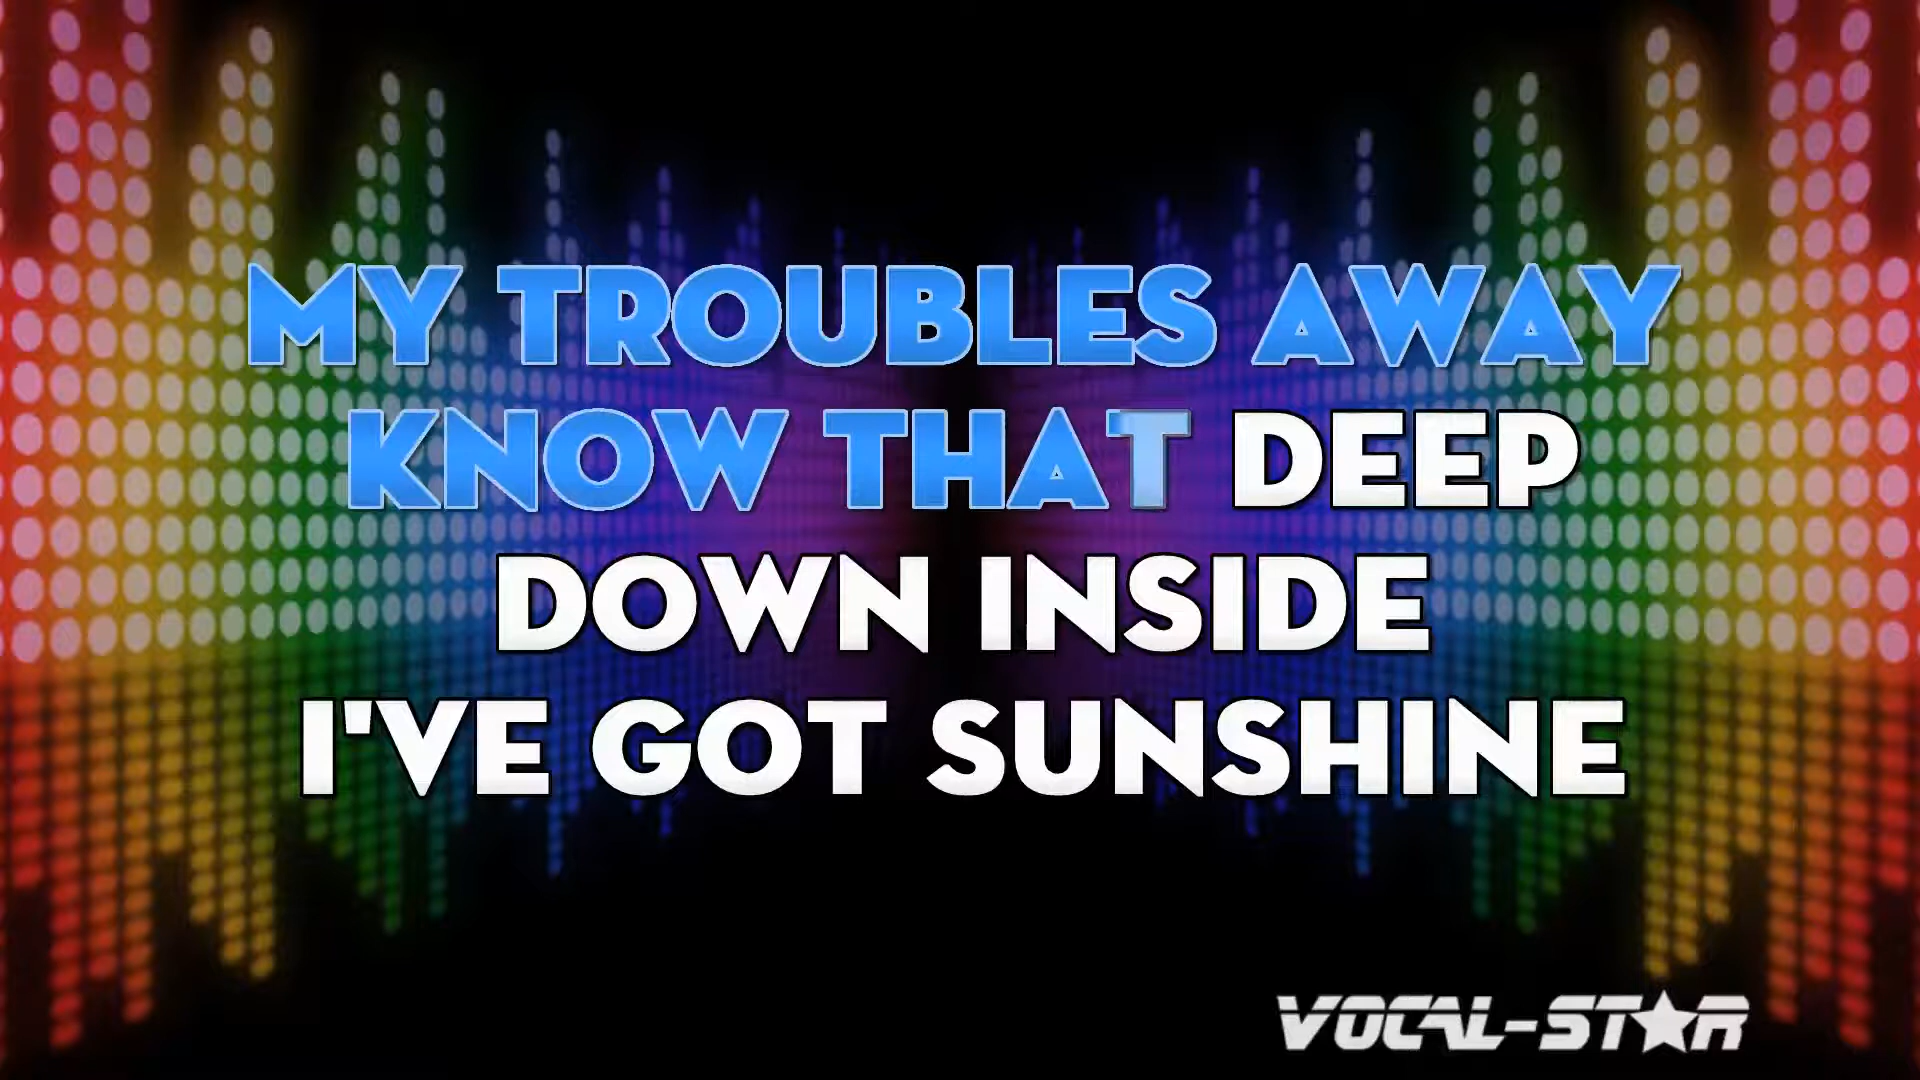 MY TROUBLES AWAY
KNOW THAT DEEP
DOWN INSIDE
I'VE GOT SUNSHINE
VOCAL-STAR